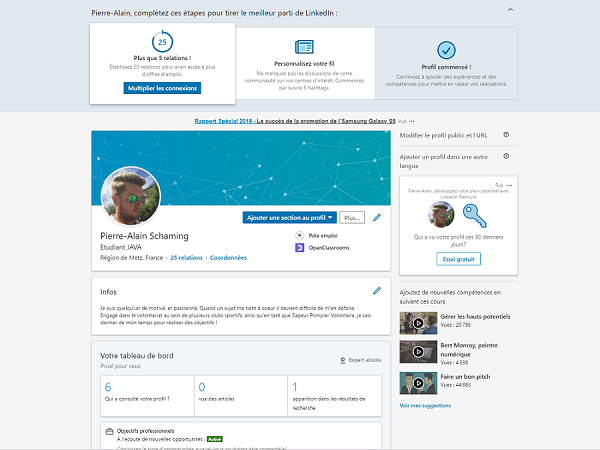 Pierre-Alain, complétez ces étapes pour tirer le meilleur parti de LinkedIn :
25
Plus que 5 relations !
Établissez 30 relations pour avoir accès à plus
d'offres d'emploi.
Multiplier les connexions
Personnalisez votre fil
Ne manquez pas les discussions de votre
communauté sur vos centres d'intérêt. Commencez
par suivre 5 hashtags.
Profil commencé !
Continuez à ajouter des expériences et des
compétences pour mettre en valeur vos réalisations.
Rapport Spécial 2018 - Le succès de la promotion de l'Samsung Galaxy S9 Pub
Modifier le profil public et l'URL
Ajouter un profil dans une autre
langue
Pub
Pierre-Alain, développez votre plein potentiel avec
LinkedIn Premium
Qui a vu votre profil ces 90 derniers
jours?
Essai gratuit
Ajouter une section au profil
Plus...
Pierre-Alain Schaming
Etudiant JAVA
Région de Metz, France · 25 relations · Coordonnées
Pôle emploi
OpenClassrooms
Infos
Je suis quelqu'un de motivé, et passionné. Quand un sujet me tient à coeur il devient difficile de m'en défaire.
Engagé dans le volontariat au sein de plusieurs clubs sportifs, ainsi qu'en tant que Sapeur Pompier Volontaire, je sais
donner de mon temps pour réaliser des objectifs !
Votre tableau de bord
Privé pour vous
Expert absolu
6
Qui a consulté votre profil ?
0
vue des articles
1
apparition dans les résultats de
recherche
Objectifs professionnels
À l'écoute de nouvelles opportunités : Activé
Ajoutez de nouvelles compétences en
suivant ces cours
Gérer les hauts potentiels
Vues : 20 795
Bert Monroy, peintre
numérique
Vues : 4 338
Faire un bon pitch
Vues : 44 883
Voir mes suggestions